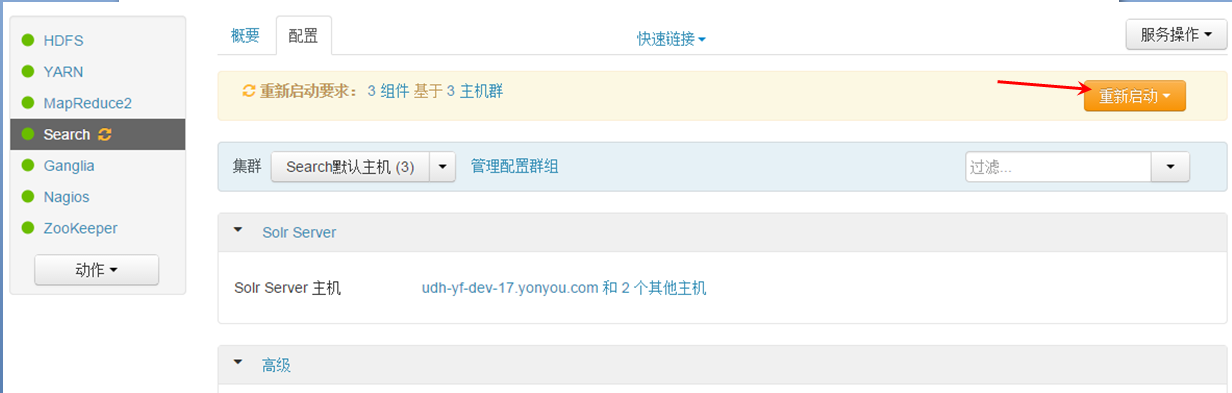 HDFS
YARN
MapReduce2
Search
Ganglia
Nagios
ZooKeeper
动作
概要 配置 快速链接 服务操作
重新启动要求： 3 组件 基于 3 主机群 重新启动
集群 Search默认主机 (3) 管理配置群组 过滤...
Solr Server
Solr Server 主机 udh-yf-dev-17.yonyou.com 和 2 个其他主机
高级